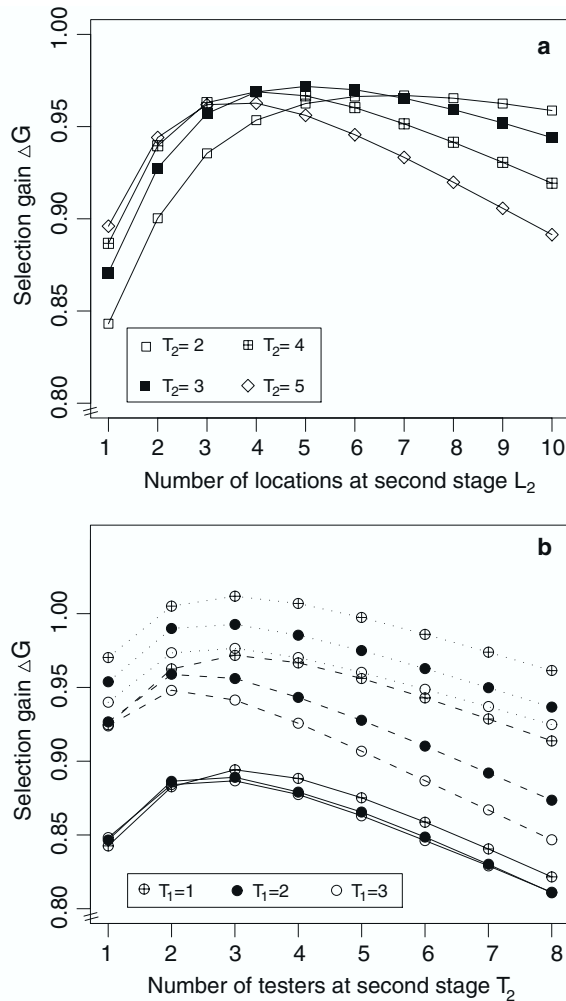 a
Selection gain △G
1.00
0.95
0.90
0.85
0.80
T₂= 2
T₂= 4
T₂= 3
T₂= 5
1 2 3 4 5 6 7 8 9 10
Number of locations at second stage L₂
b
Selection gain △G
1.00
0.95
0.90
0.85
0.80
T₁=1
T₁=2
T₁=3
1 2 3 4 5 6 7 8
Number of testers at second stage T₂